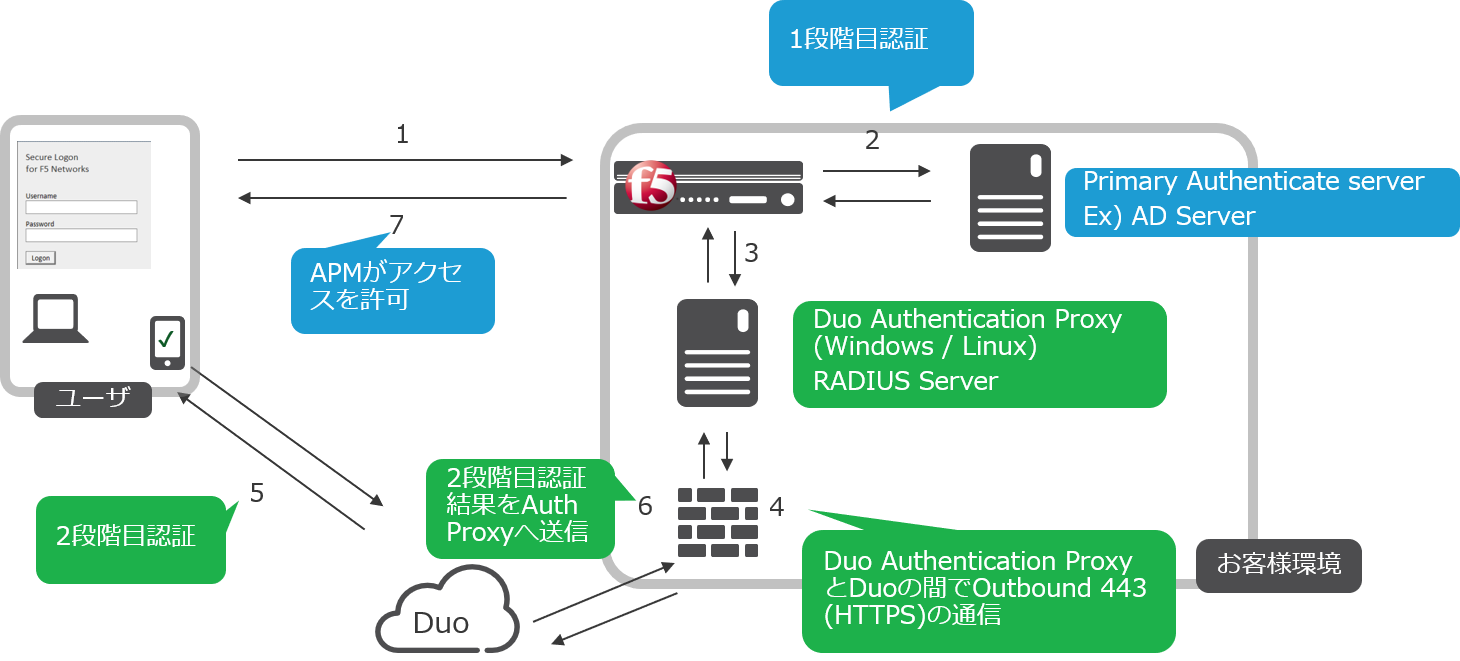 1段階目認証
1
2
Secure Logon
for F5 Networks
Username
Password
Logon
f5
Primary Authenticate server
Ex) AD Server
7
APMがアクセ
スを許可
3
Duo Authentication Proxy
(Windows / Linux)
RADIUS Server
ユーザ
5
2段階目認証
2段階目認証
結果をAuth
Proxyへ送信
6
4
Duo Authentication Proxy
とDuoの間でOutbound 443
(HTTPS)の通信
お客様環境
Duo